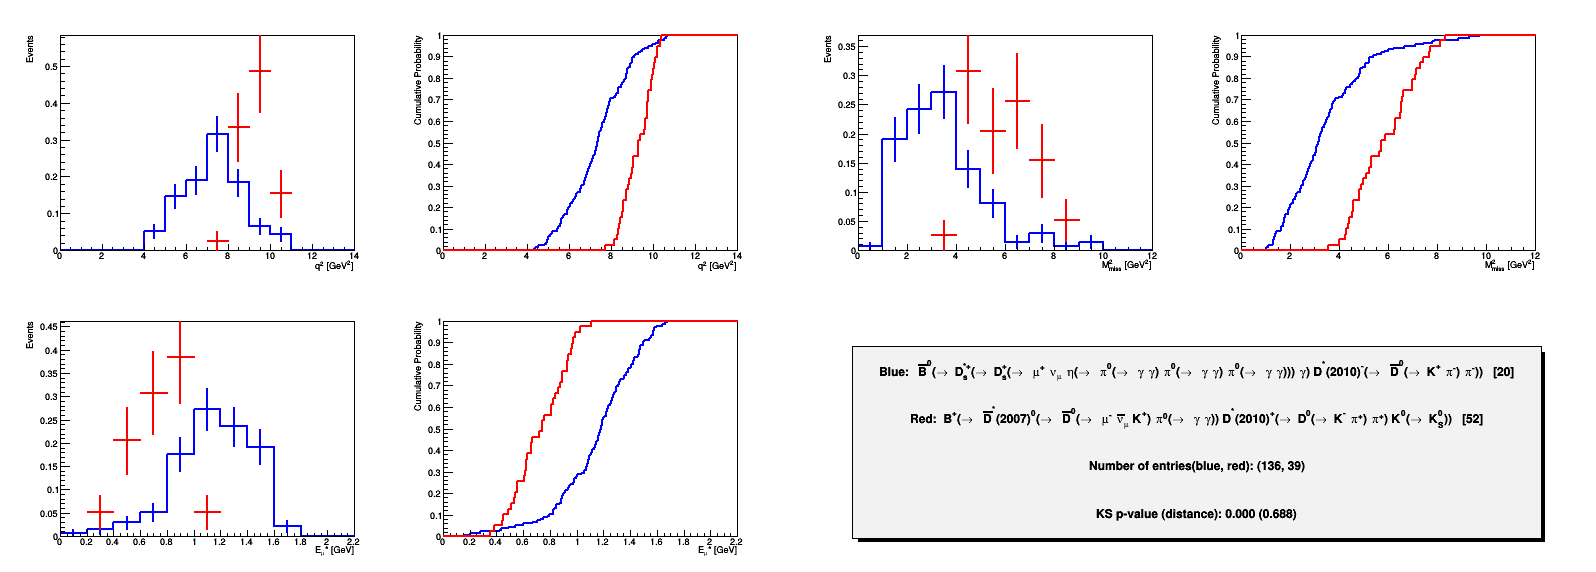 Events
0.5
0.4
0.3
0.2
0.1
0
0 2 4 6 8 10 12 14
q² [GeV²]
Cumulative Probability
1
0.9
0.8
0.7
0.6
0.5
0.4
0.3
0.2
0.1
0
0 2 4 6 8 10 12 14
q² [GeV²]
Events
0.35
0.3
0.25
0.2
0.15
0.1
0.05
0
0 2 4 6 8 10 12
M²miss [GeV²]
Cumulative Probability
1
0.9
0.8
0.7
0.6
0.5
0.4
0.3
0.2
0.1
0
0 2 4 6 8 10 12
M²miss [GeV²]
Events
0.45
0.4
0.35
0.3
0.25
0.2
0.15
0.1
0.05
0
0 0.2 0.4 0.6 0.8 1 1.2 1.4 1.6 1.8 2 2.2
Eμ* [GeV]
Cumulative Probability
1
0.9
0.8
0.7
0.6
0.5
0.4
0.3
0.2
0.1
0
0 0.2 0.4 0.6 0.8 1 1.2 1.4 1.6 1.8 2 2.2
Eμ* [GeV]
Blue: B̅⁰(→ Dₛ*⁺(→ Dₛ⁺(→ μ⁺ νμ η(→ π⁰(→ γ γ) π⁰(→ γ γ) π⁰(→ γ γ))) γ) D*(2010)⁻(→ D̅⁰(→ K⁺ π⁻) π⁻)) [20]
Red: B⁺(→ D̅*(2007)⁰(→ D̅⁰(→ μ⁻ ν̅μ K⁺) π⁰(→ γ γ)) D*(2010)⁺(→ D⁰(→ K⁻ π⁺) π⁺) K⁰(→ K⁰S)) [52]
Number of entries(blue, red): (136, 39)
KS p-value (distance): 0.000 (0.688)